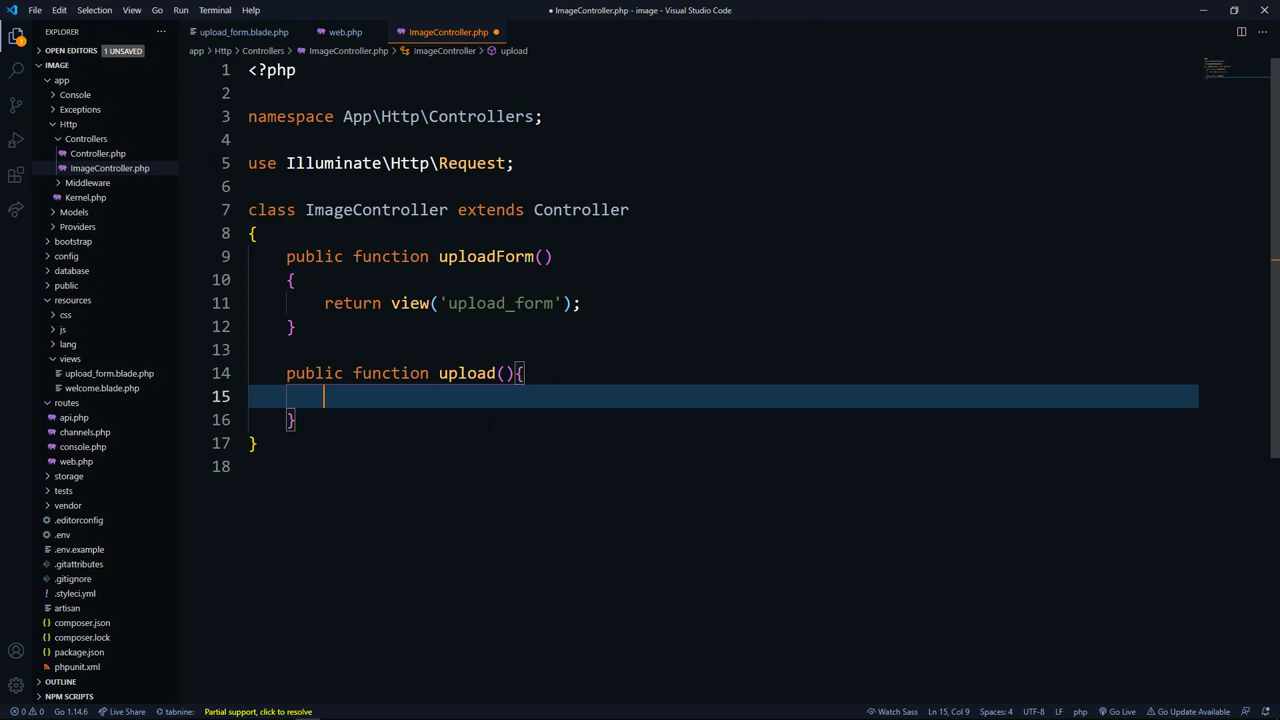 File Edit Selection View Go Run Terminal Help
● ImageController.php - image - Visual Studio Code
EXPLORER
upload_form.blade.php web.php ImageController.php
OPEN EDITORS 1 UNSAVED
app > Http > Controllers > ImageController.php > ImageController > upload
IMAGE
app
Console
Exceptions
Http
Controllers
Controller.php
ImageController.php
Middleware
Kernel.php
Models
Providers
bootstrap
config
database
public
resources
css
js
lang
views
upload_form.blade.php
welcome.blade.php
routes
api.php
channels.php
console.php
web.php
storage
tests
vendor
.editorconfig
.env
.env.example
.gitattributes
.gitignore
.styleci.yml
artisan
composer.json
composer.lock
package.json
phpunit.xml
OUTLINE
NPM SCRIPTS
1 <?php
2
3 namespace App\Http\Controllers;
4
5 use Illuminate\Http\Request;
6
7 class ImageController extends Controller
8 {
9 public function uploadForm()
10 {
11 return view('upload_form');
12 }
13
14 public function upload(){
15
16 }
17 }
18
0 0 Go 1.14.6 Live Share tabnine: Partial support, click to resolve Watch Sass Ln 15, Col 9 Spaces: 4 UTF-8 LF php Go Live Go Update Available